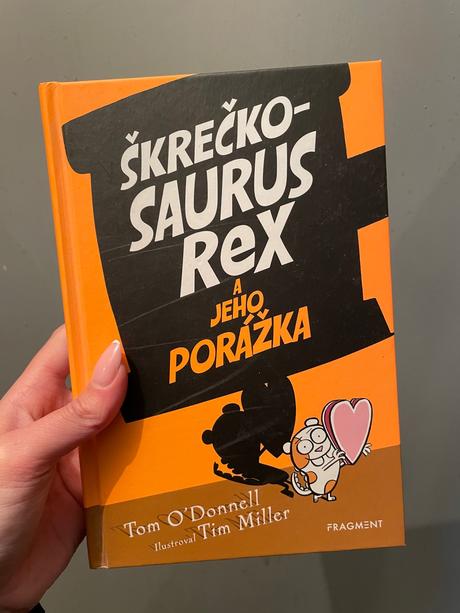 ŠKREČKO-
SAURUS
ReX
A
JEHO
PORÁŽKA
Tom O'Donnell
Ilustroval Tim Miller
FRAGMENT